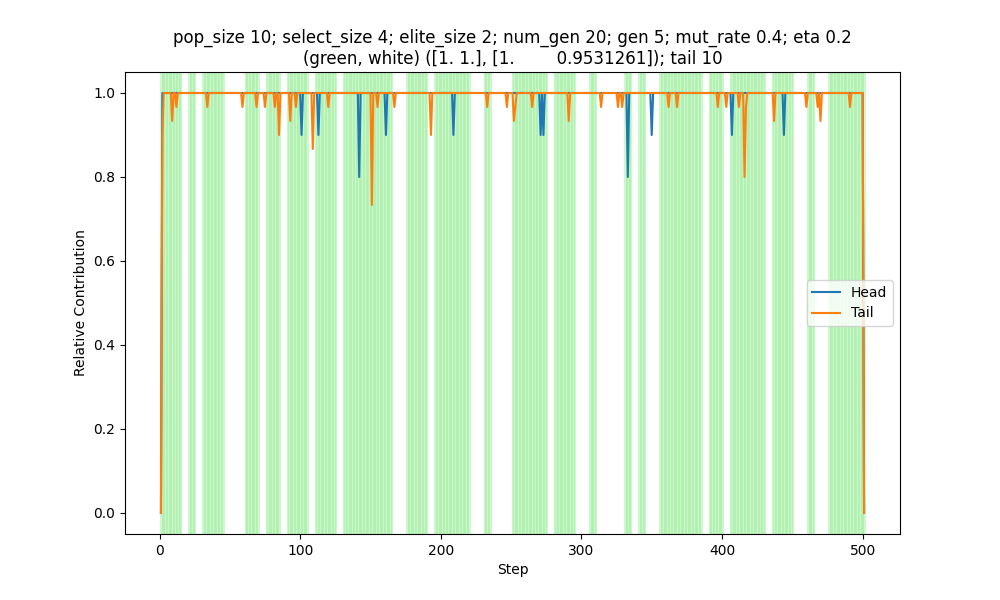 pop_size 10; select_size 4; elite_size 2; num_gen 20; gen 5; mut_rate 0.4; eta 0.2
(green, white) ([1. 1.], [1.        0.9531261]); tail 10
1.0
0.8
0.6
0.4
0.2
0.0
Relative Contribution
Head
Tail
0
100
200
300
400
500
Step